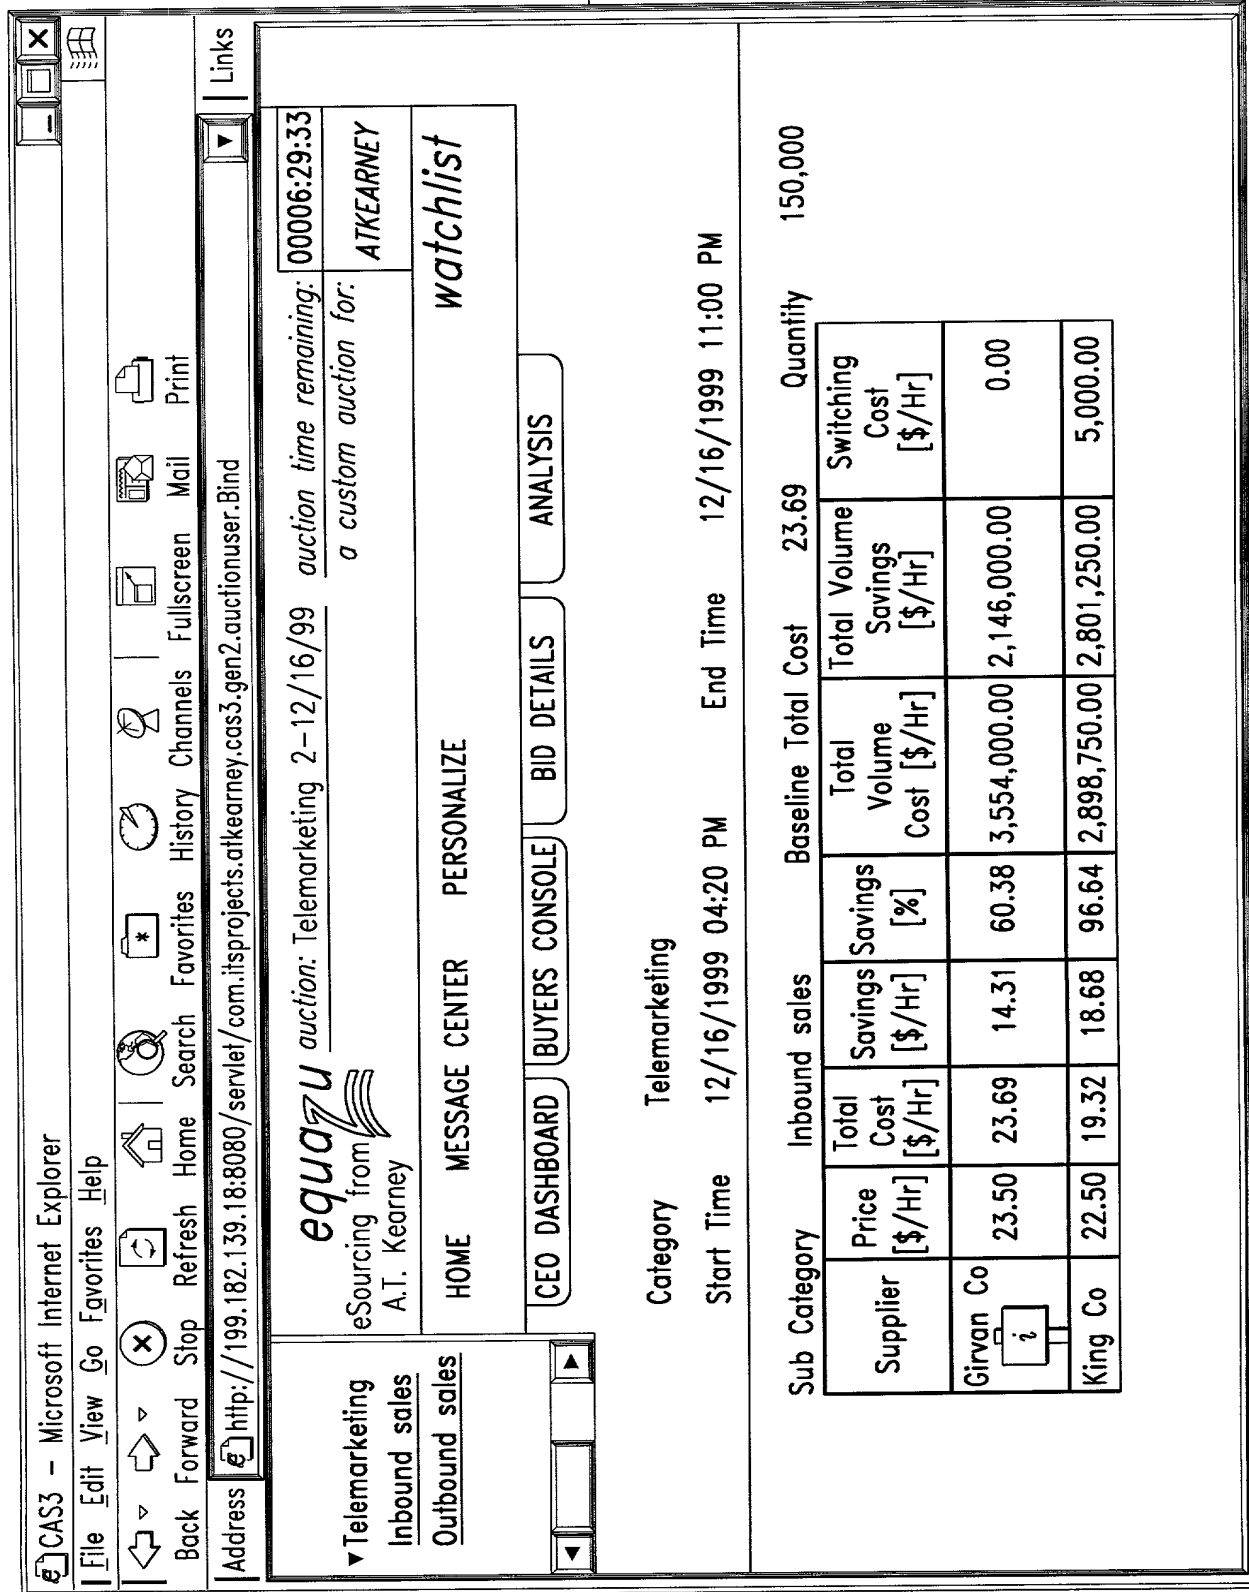 CAS3 – Microsoft Internet Explorer
File Edit View Go Favorites Help
Back Forward Stop Refresh Home Search Favorites History Channels Fullscreen Mail Print
Address http://199.182.139.18:8080/servlet/com.itsprojects.atkearney.cas3.gen2.auctionuser.Bind Links
▾Telemarketing
Inbound sales
Outbound sales
equazu auction: Telemarketing 2–12/16/99 auction time remaining: 00006:29:33
eSourcing from
A.T. Kearney
a custom auction for: ATKEARNEY
HOME MESSAGE CENTER PERSONALIZE watchlist
CEO DASHBOARD BUYERS CONSOLE BID DETAILS ANALYSIS
Category Telemarketing
Start Time 12/16/1999 04:20 PM End Time 12/16/1999 11:00 PM
Sub Category Inbound sales Baseline Total Cost 23.69 Quantity 150,000
Supplier Price [$/Hr] Total Cost [$/Hr] Savings [$/Hr] Savings [%] Total Volume Cost [$/Hr] Total Volume Savings [$/Hr] Switching Cost [$/Hr]
Girvan Co i 23.50 23.69 14.31 60.38 3,554,000.00 2,146,000.00 0.00
King Co 22.50 19.32 18.68 96.64 2,898,750.00 2,801,250.00 5,000.00